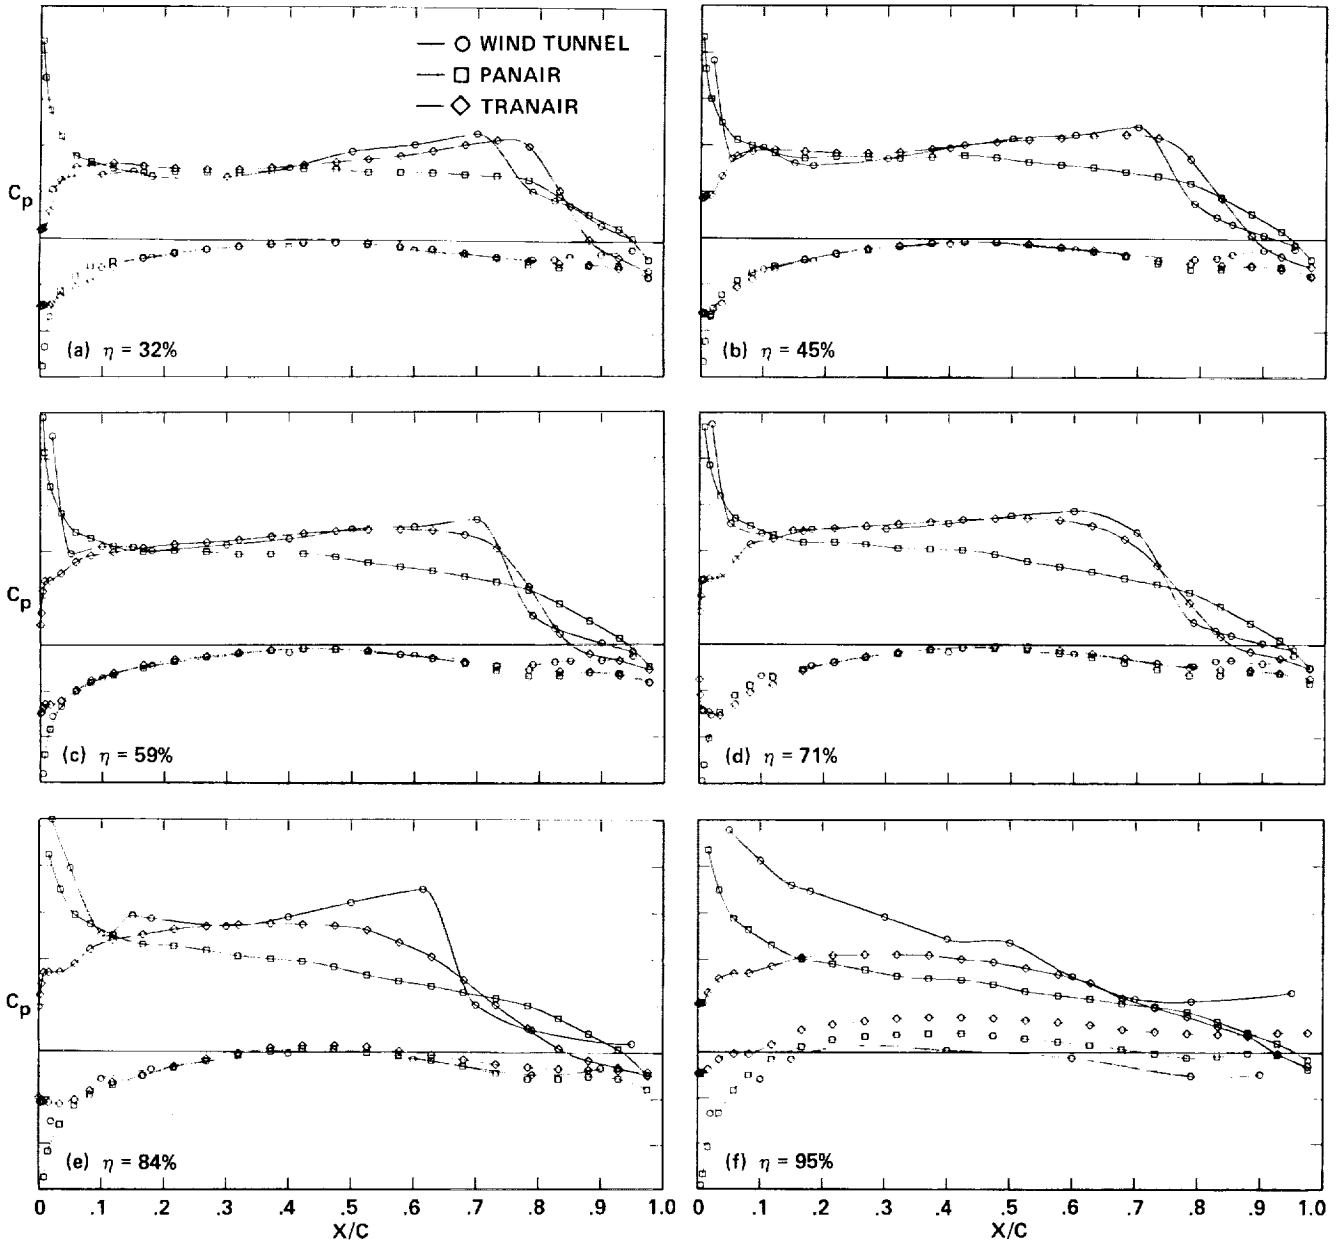 WIND TUNNEL
PANAIR
TRANAIR
Cp
(a) η = 32%
(b) η = 45%
Cp
(c) η = 59%
(d) η = 71%
Cp
(e) η = 84%
(f) η = 95%
0 .1 .2 .3 .4 .5 .6 .7 .8 .9 1.0
X/C
0 .1 .2 .3 .4 .5 .6 .7 .8 .9 1.0
X/C